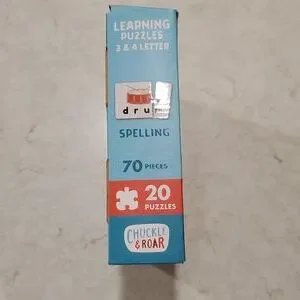 LEARNING
PUZZLES
3 & 4 LETTER
dru
SPELLING
70 PIECES
20
PUZZLES
CHUCKLE
& ROAR